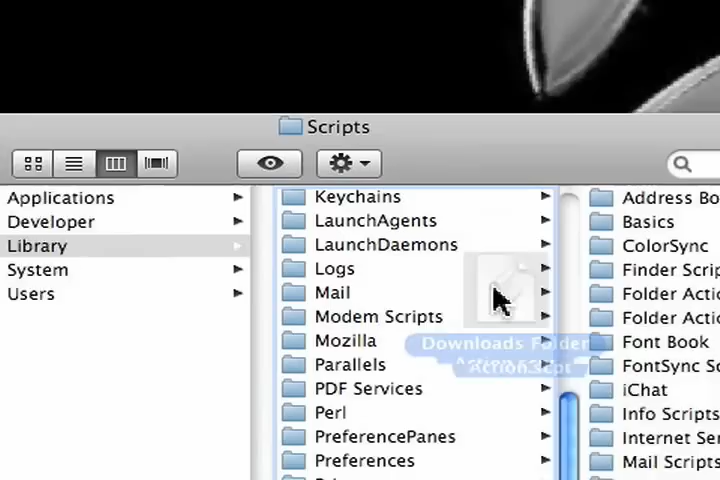 Scripts
Applications
Developer
Library
System
Users
Keychains
LaunchAgents
LaunchDaemons
Logs
Mail
Modem Scripts
Mozilla
Parallels
PDF Services
Perl
PreferencePanes
Preferences
Downloads Folder
Address Bo
Basics
ColorSync
Finder Scrip
Folder Actio
Folder Actio
Font Book
FontSync Sc
iChat
Info Scripts
Internet Ser
Mail Scripts